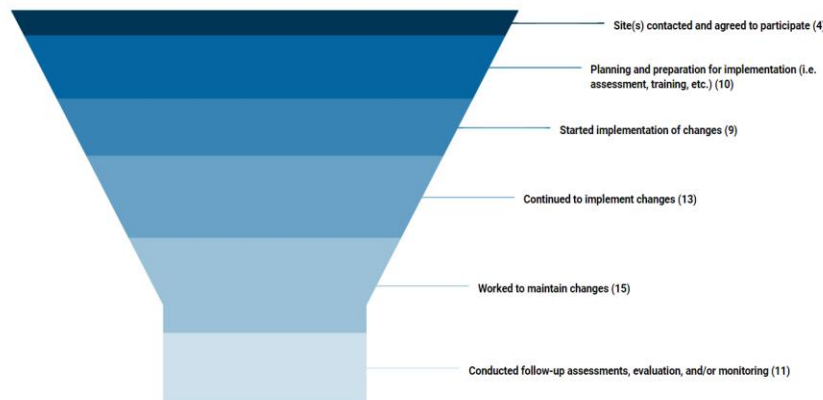 Site(s) contacted and agreed to participate (4)
Planning and preparation for implementation (i.e.
assessment, training, etc.) (10)
Started implementation of changes (9)
Continued to implement changes (13)
Worked to maintain changes (15)
Conducted follow-up assessments, evaluation, and/or monitoring (11)